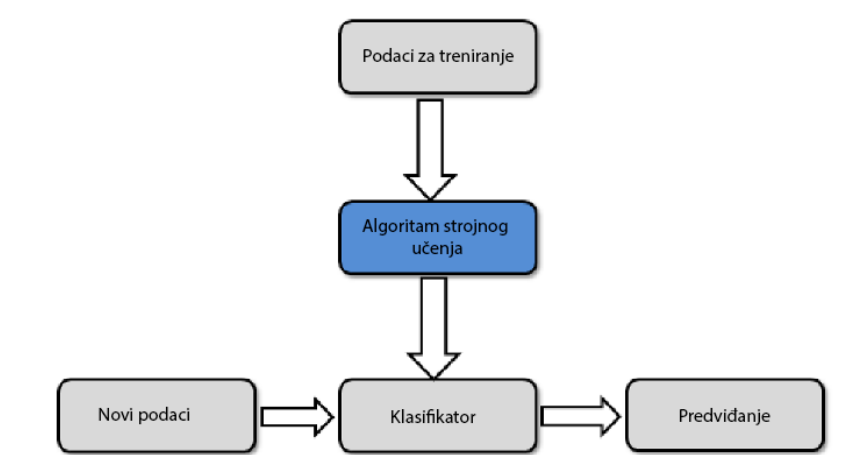 Podaci za treniranje
Algoritam strojnog
učenja
Novi podaci
Klasifikator
Predviđanje